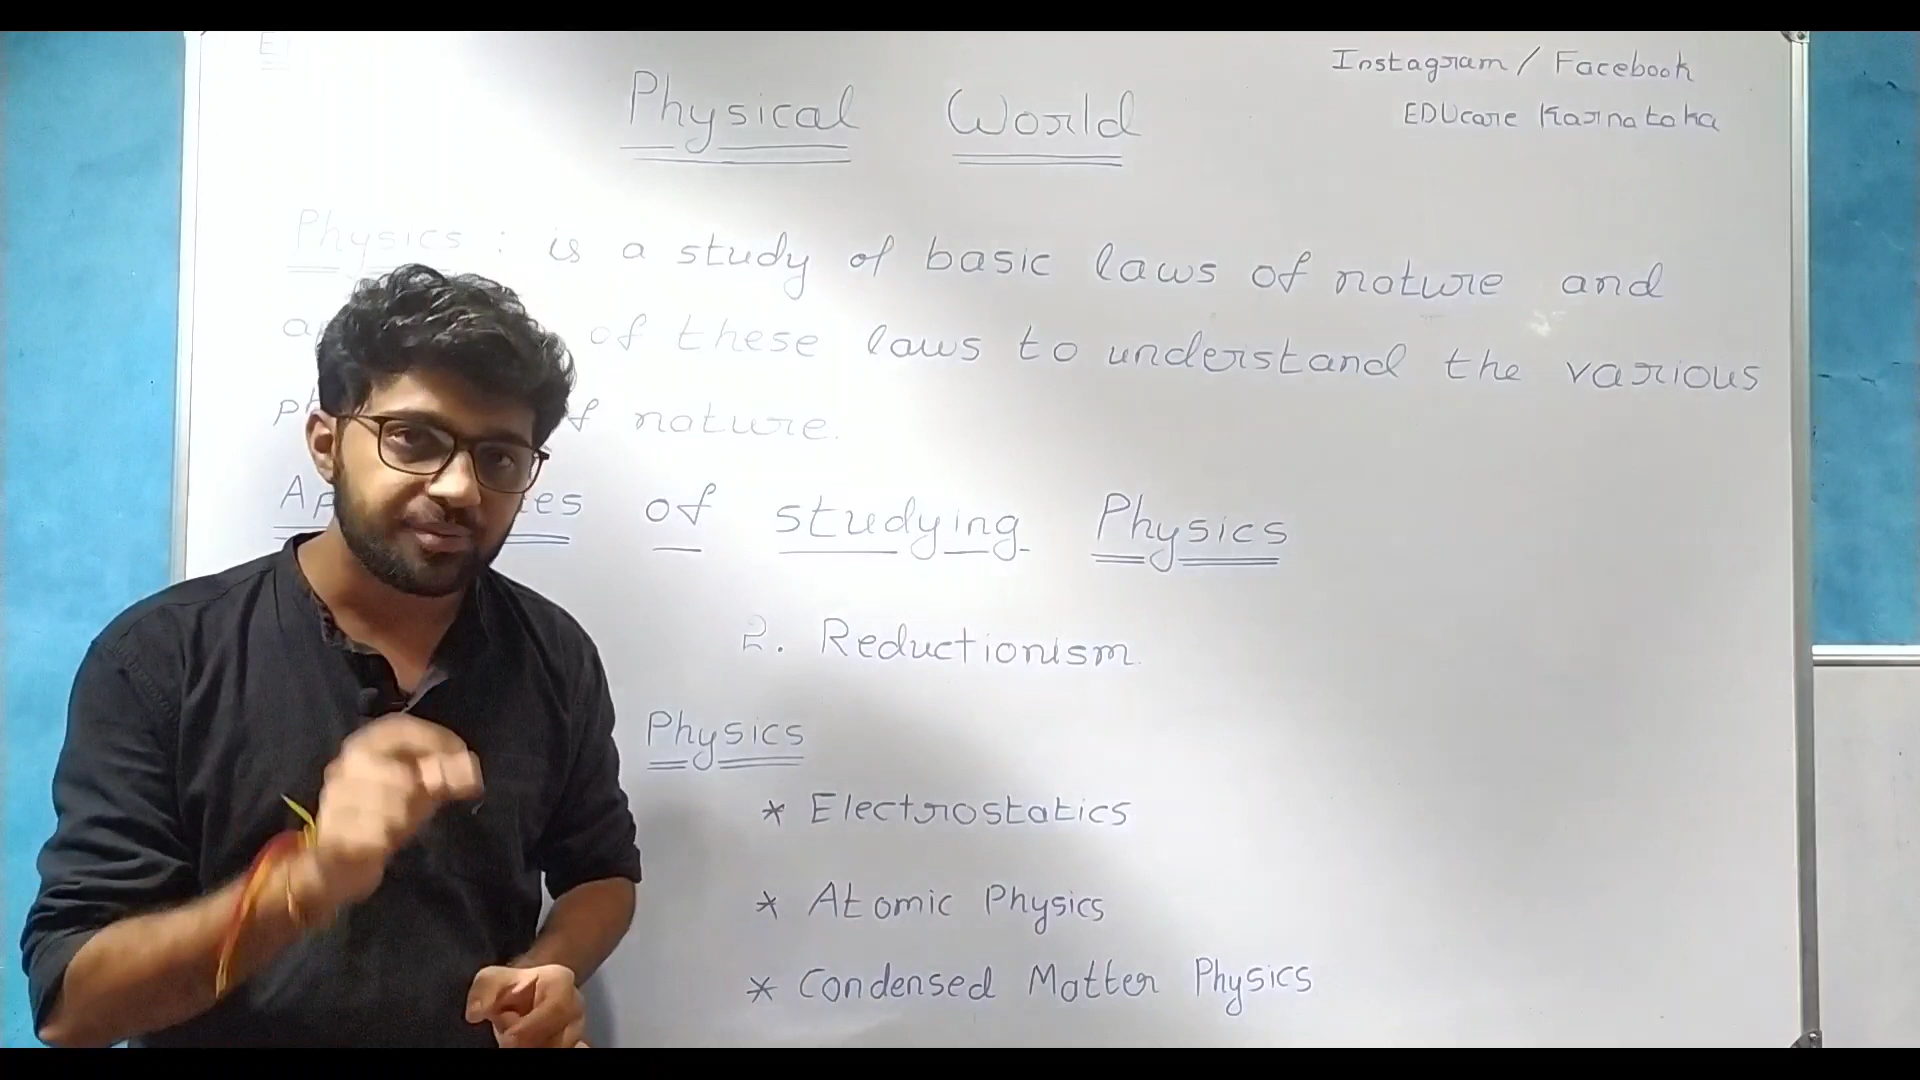 Physical World
Instagram / Facebook
EDUcare Karnataka
Physics : is a study of basic laws of nature and
of these laws to understand the various
of nature.
of studying Physics
2. Reductionism
Physics
* Electrostatics
* Atomic Physics
* Condensed Matter Physics